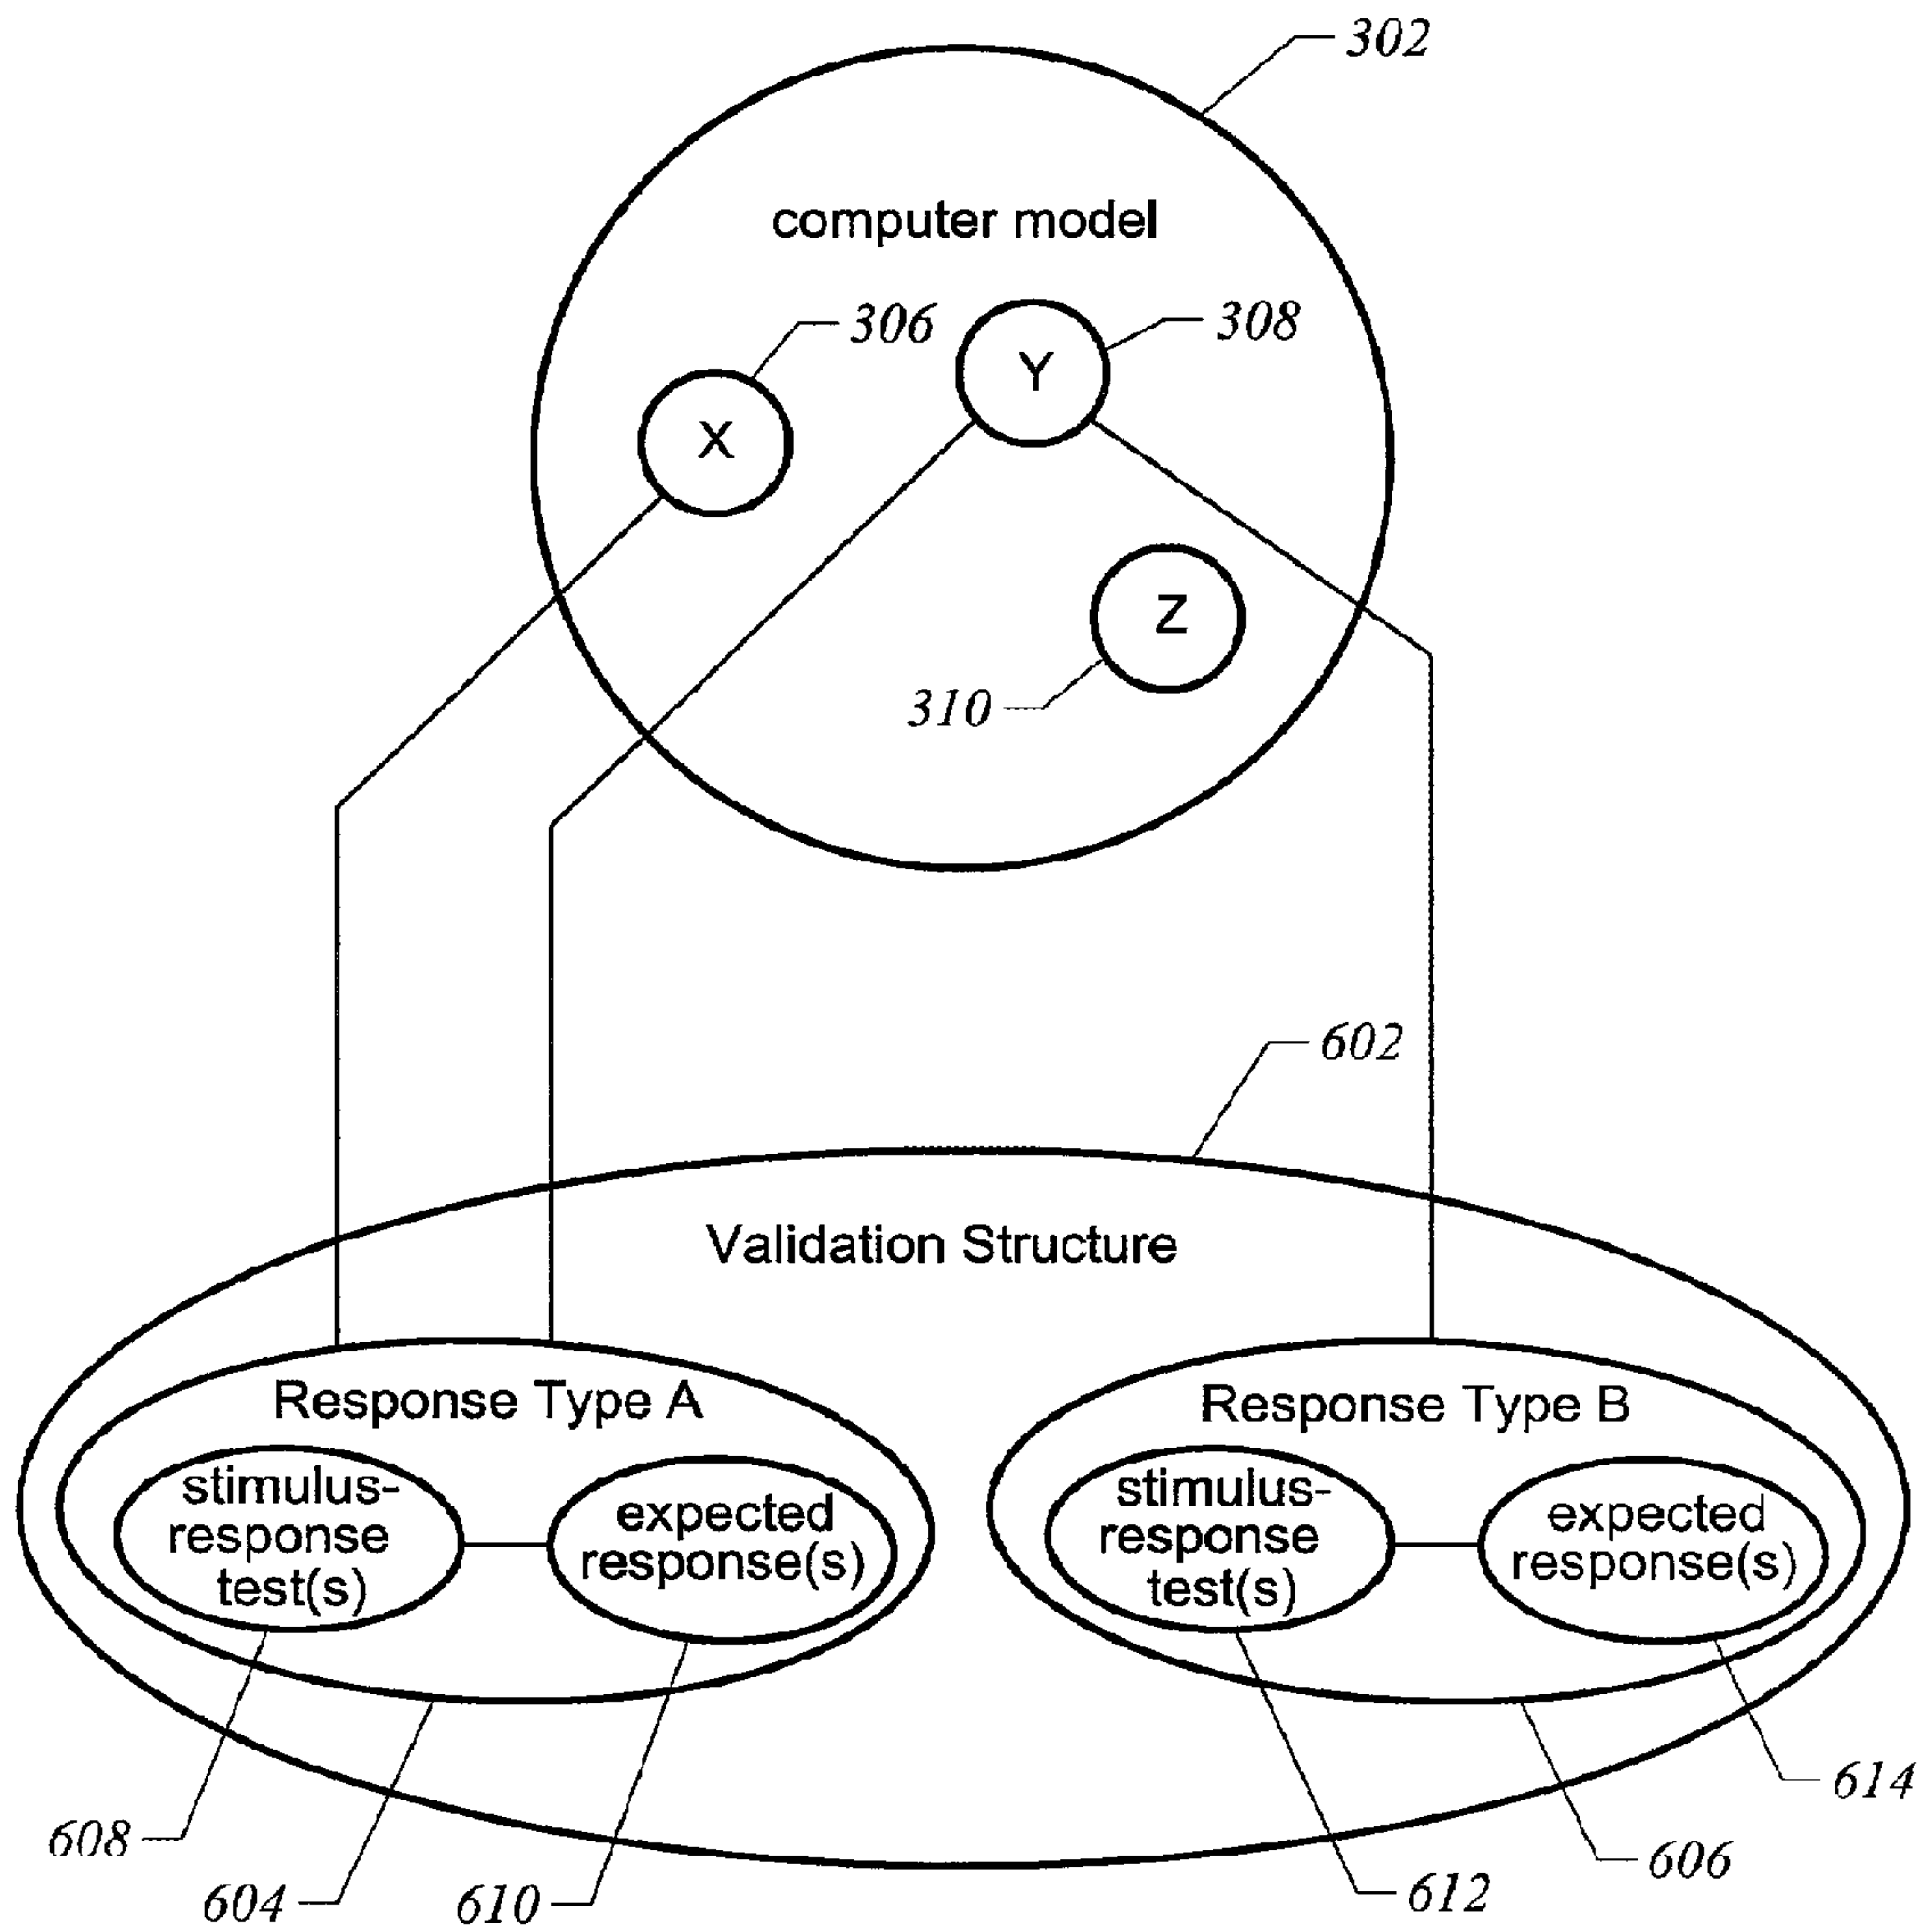 302
computer model
306
308
Y
X
Z
310
602
Validation Structure
Response Type A
Response Type B
stimulus-
response
test(s)
expected
response(s)
stimulus-
response
test(s)
expected
response(s)
614
608
606
604
610
612